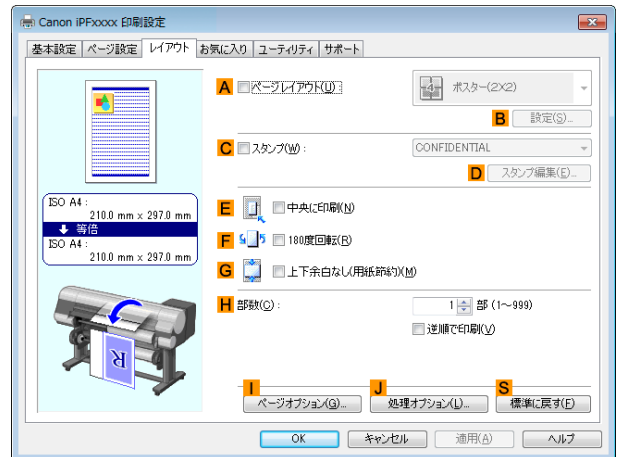 Canon iPFxxxx 印刷設定
基本設定 ページ設定 レイアウト お気に入り ユーティリティ サポート
A ページレイアウト(U) : 4 ポスター(2×2)
B 設定(S)...
C スタンプ(W) : CONFIDENTIAL
D スタンプ編集(E)...
ISO A4 :
210.0 mm x 297.0 mm
等倍
ISO A4 :
210.0 mm x 297.0 mm
E 中央に印刷(N)
F 180度回転(R)
G 上下余白なし(用紙節約)(M)
H 部数(C) : 1 部 (1～999)
逆順で印刷(V)
R
I ページオプション(G)...
J 処理オプション(L)...
S 標準に戻す(F)
OK キャンセル 適用(A) ヘルプ